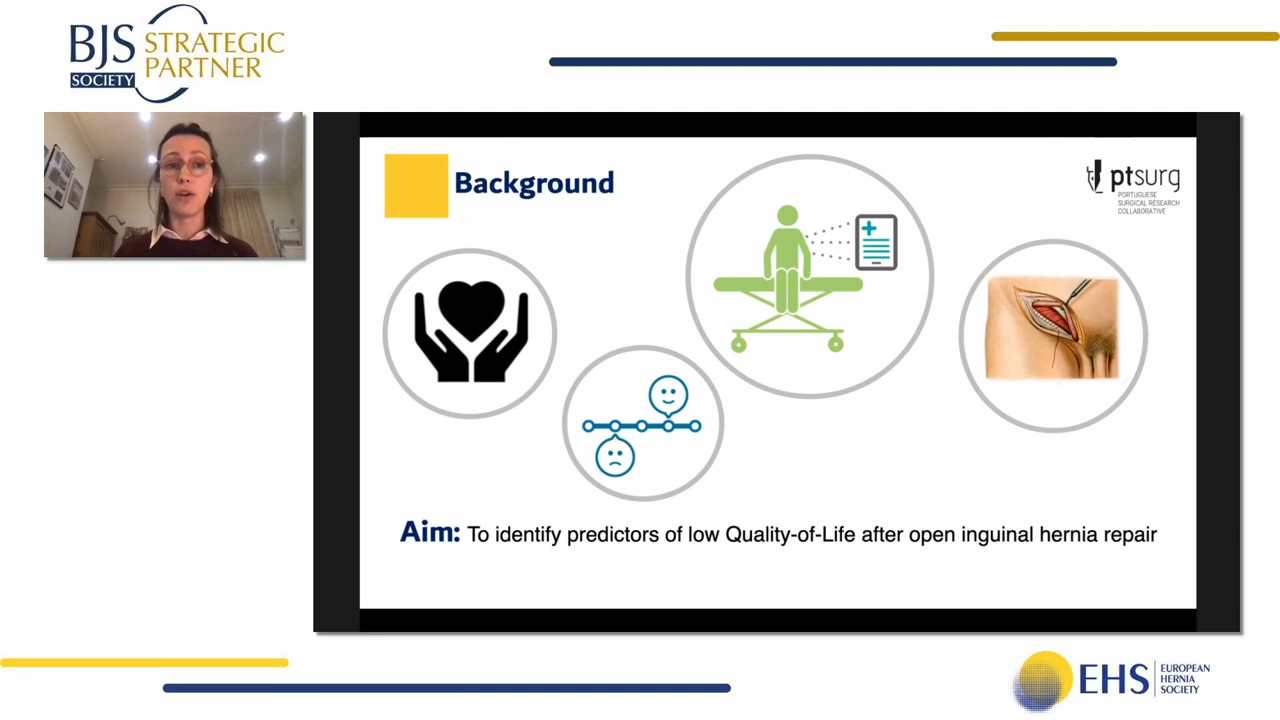 BJS STRATEGIC
SOCIETY PARTNER
Background
ptsurg
PORTUGUESE
SURGICAL RESEARCH
COLLABORATIVE
Aim: To identify predictors of low Quality-of-Life after open inguinal hernia repair
EHS
EUROPEAN
HERNIA
SOCIETY